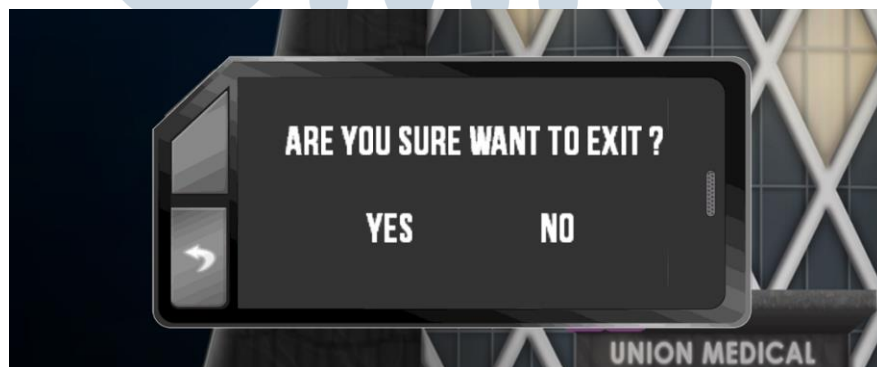 ARE YOU SURE WANT TO EXIT ?
YES NO
UNION MEDICAL